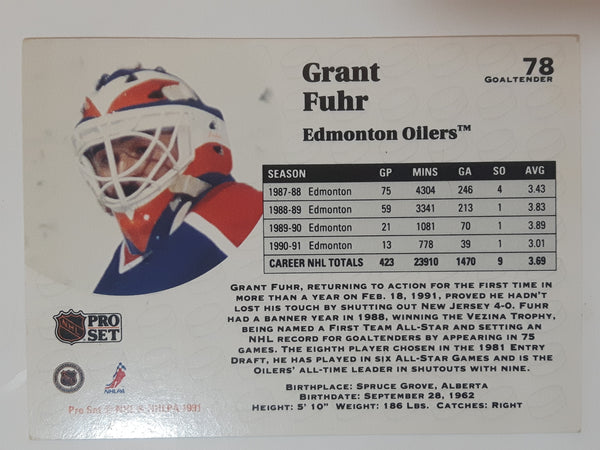 78
GOALTENDER
Grant
Fuhr
Edmonton Oilers™
SEASON GP MINS GA SO AVG
1987-88 Edmonton 75 4304 246 4 3.43
1988-89 Edmonton 59 3341 213 1 3.83
1989-90 Edmonton 21 1081 70 1 3.89
1990-91 Edmonton 13 778 39 1 3.01
CAREER NHL TOTALS 423 23910 1470 9 3.69
GRANT FUHR, RETURNING TO ACTION FOR THE FIRST TIME IN
MORE THAN A YEAR ON FEB. 18, 1991, PROVED HE HADN'T
LOST HIS TOUCH BY SHUTTING OUT NEW JERSEY 4-0. FUHR
HAD A BANNER YEAR IN 1988, WINNING THE VEZINA TROPHY,
BEING NAMED A FIRST TEAM ALL-STAR AND SETTING AN
NHL RECORD FOR GOALTENDERS BY APPEARING IN 75
GAMES. THE EIGHTH PLAYER CHOSEN IN THE 1981 ENTRY
DRAFT, HE HAS PLAYED IN SIX ALL-STAR GAMES AND IS THE
OILERS' ALL-TIME LEADER IN SHUTOUTS WITH NINE.
BIRTHPLACE: SPRUCE GROVE, ALBERTA
BIRTHDATE: SEPTEMBER 28, 1962
HEIGHT: 5' 10" WEIGHT: 186 LBS. CATCHES: RIGHT
NHL PRO
SET
NHLPA
Pro Set © NHL & NHLPA 1991